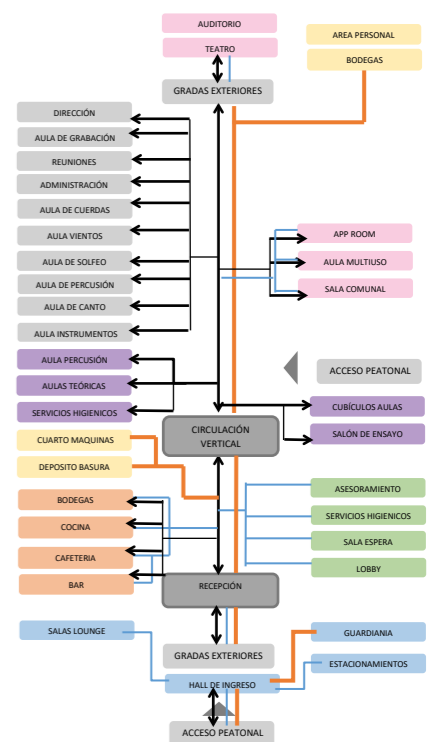 AUDITORIO
TEATRO
GRADAS EXTERIORES
AREA PERSONAL
BODEGAS
DIRECCIÓN
AULA DE GRABACIÓN
REUNIONES
ADMINISTRACIÓN
AULA DE CUERDAS
AULA VIENTOS
AULA DE SOLFEO
AULA DE PERCUSIÓN
AULA DE CANTO
AULA INSTRUMENTOS
APP ROOM
AULA MULTIUSO
SALA COMUNAL
AULA PERCUSIÓN
AULAS TEÓRICAS
SERVICIOS HIGIENICOS
ACCESO PEATONAL
CUBÍCULOS AULAS
SALÓN DE ENSAYO
CIRCULACIÓN
VERTICAL
CUARTO MAQUINAS
DEPOSITO BASURA
BODEGAS
COCINA
CAFETERIA
BAR
ASESORAMIENTO
SERVICIOS HIGIENICOS
SALA ESPERA
LOBBY
RECEPCIÓN
SALAS LOUNGE
GUARDIANIA
GRADAS EXTERIORES
ESTACIONAMIENTOS
HALL DE INGRESO
ACCESO PEATONAL